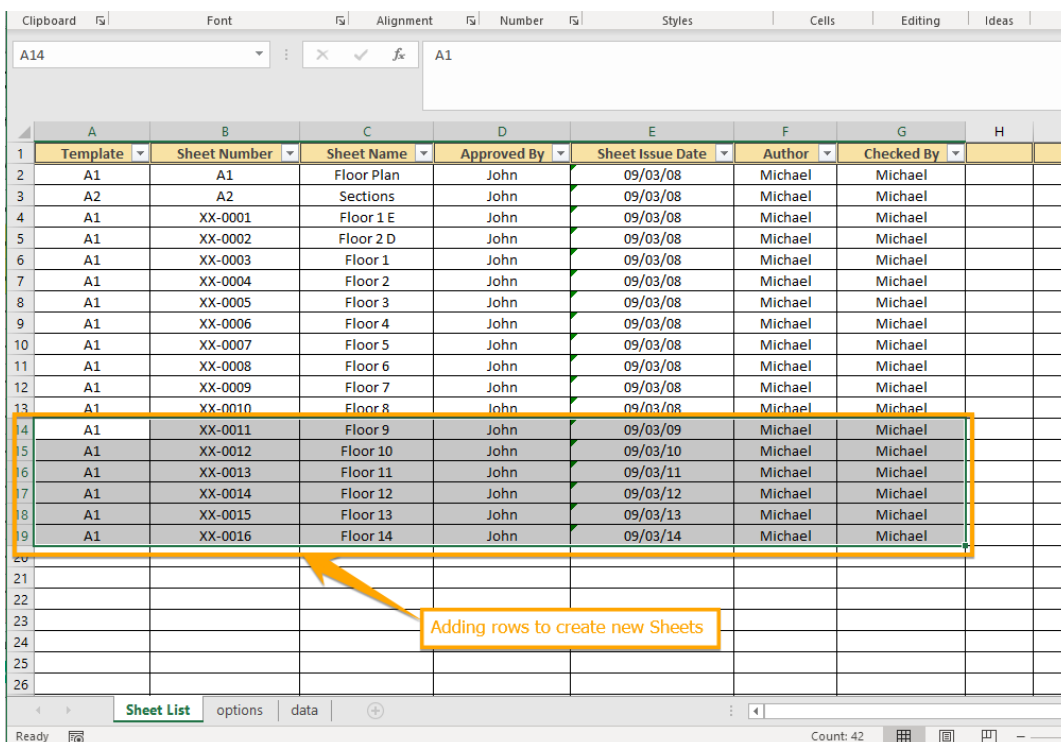 Clipboard Font Alignment Number Styles Cells Editing Ideas
A14 fx A1
A B C D E F G H
1 Template Sheet Number Sheet Name Approved By Sheet Issue Date Author Checked By
2 A1 A1 Floor Plan John 09/03/08 Michael Michael
3 A2 A2 Sections John 09/03/08 Michael Michael
4 A1 XX-0001 Floor 1 E John 09/03/08 Michael Michael
5 A1 XX-0002 Floor 2 D John 09/03/08 Michael Michael
6 A1 XX-0003 Floor 1 John 09/03/08 Michael Michael
7 A1 XX-0004 Floor 2 John 09/03/08 Michael Michael
8 A1 XX-0005 Floor 3 John 09/03/08 Michael Michael
9 A1 XX-0006 Floor 4 John 09/03/08 Michael Michael
10 A1 XX-0007 Floor 5 John 09/03/08 Michael Michael
11 A1 XX-0008 Floor 6 John 09/03/08 Michael Michael
12 A1 XX-0009 Floor 7 John 09/03/08 Michael Michael
13 A1 XX-0010 Floor 8 John 09/03/08 Michael Michael
14 A1 XX-0011 Floor 9 John 09/03/09 Michael Michael
15 A1 XX-0012 Floor 10 John 09/03/10 Michael Michael
16 A1 XX-0013 Floor 11 John 09/03/11 Michael Michael
17 A1 XX-0014 Floor 12 John 09/03/12 Michael Michael
18 A1 XX-0015 Floor 13 John 09/03/13 Michael Michael
19 A1 XX-0016 Floor 14 John 09/03/14 Michael Michael
20
21
22
23 Adding rows to create new Sheets
24
25
26
Sheet List options data
Ready Count: 42